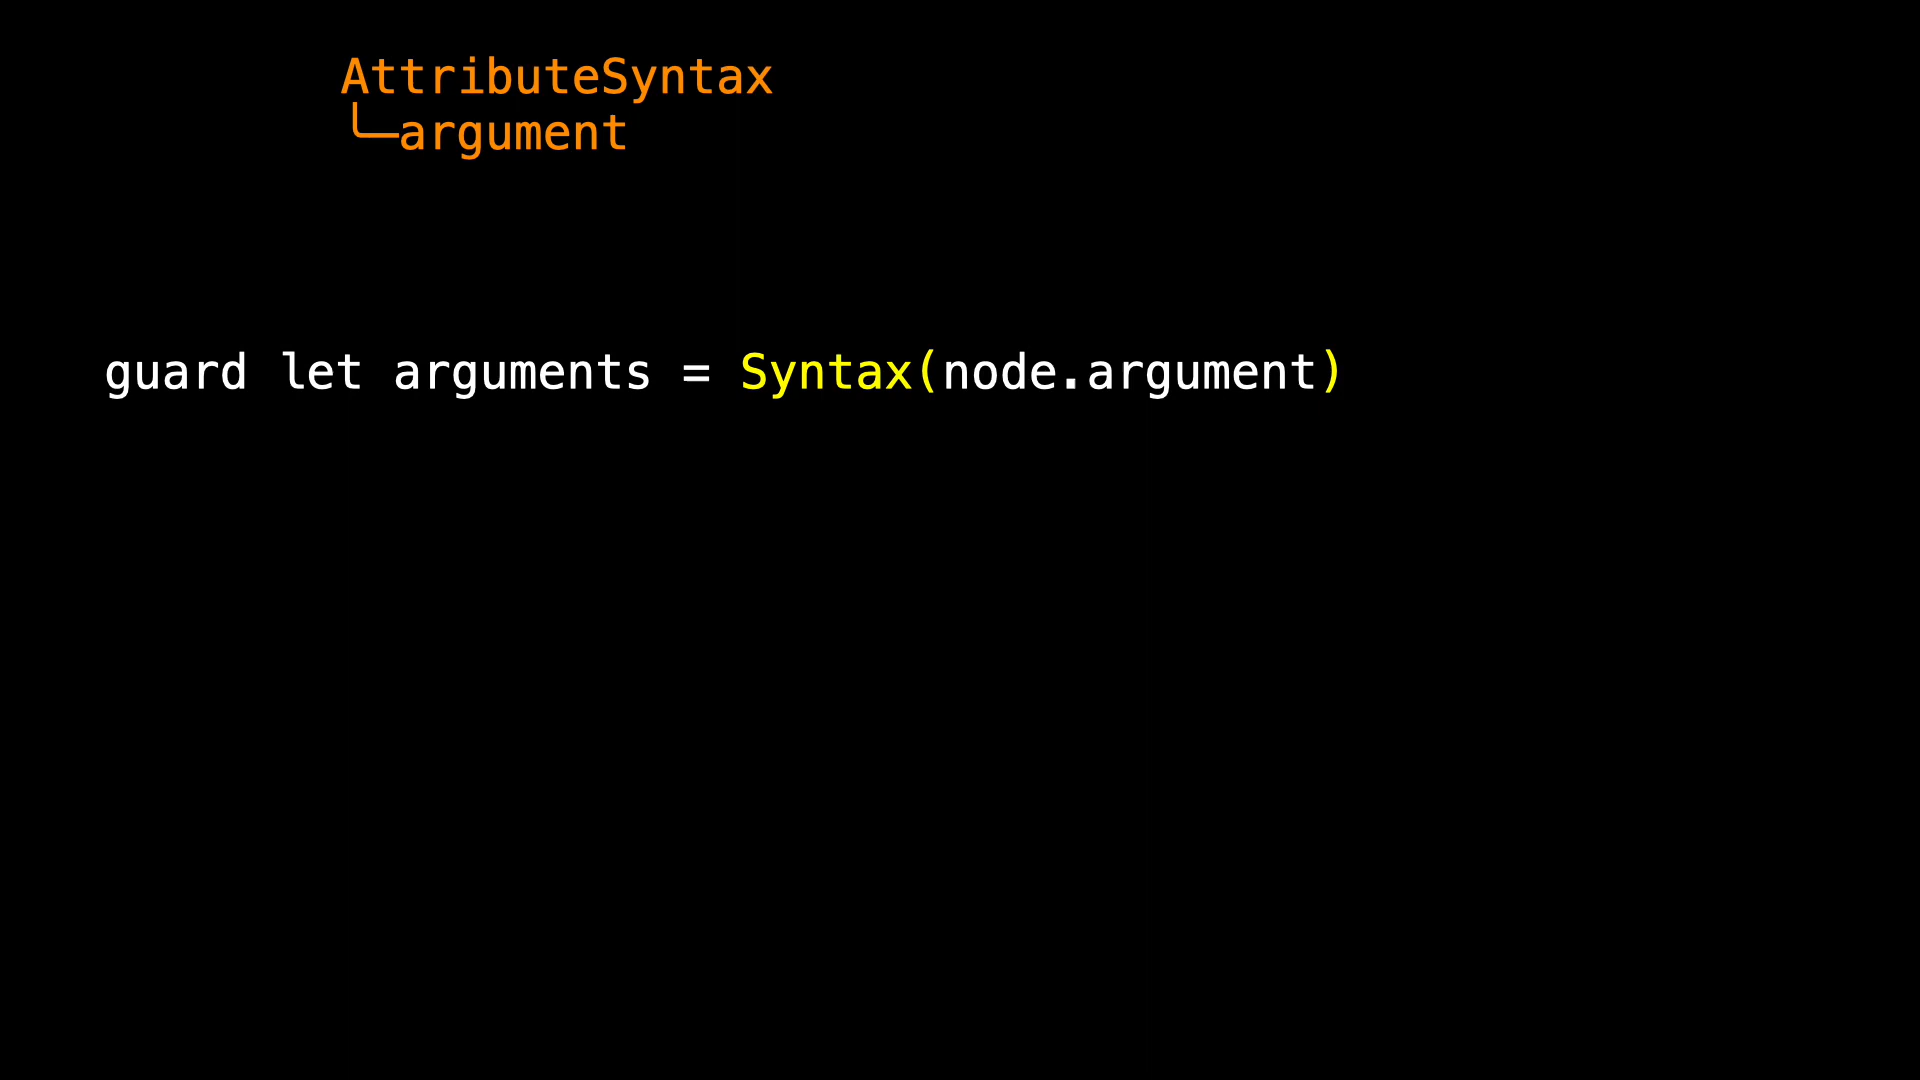 AttributeSyntax
╰─argument
guard let arguments = Syntax(node.argument)